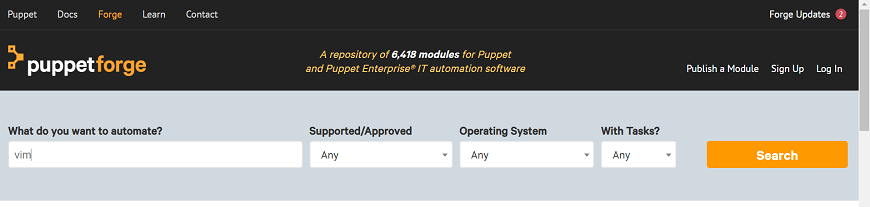 Puppet Docs Forge Learn Contact Forge Updates 2
puppetforge
A repository of 6,418 modules for Puppet
and Puppet Enterprise® IT automation software
Publish a Module Sign Up Log In
What do you want to automate? Supported/Approved Operating System With Tasks?
vim Any Any Any Search